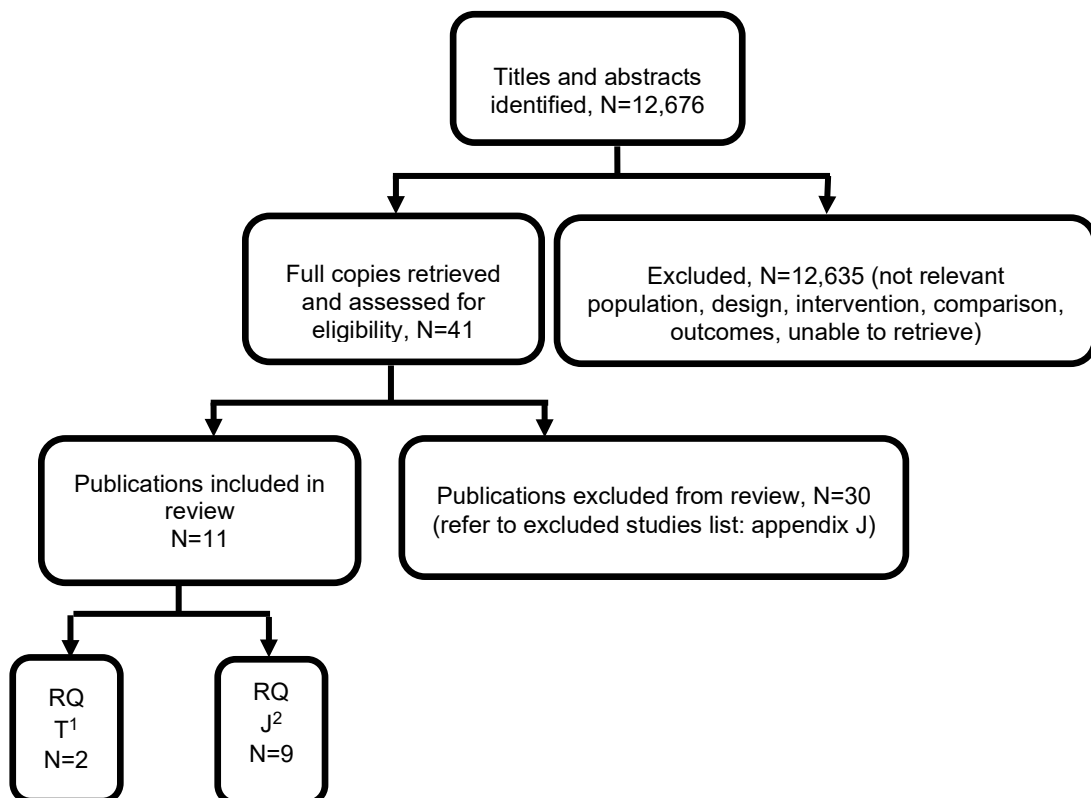 Titles and abstracts
identified, N=12,676
Full copies retrieved
and assessed for
eligibility, N=41
Excluded, N=12,635 (not relevant
population, design, intervention, comparison,
outcomes, unable to retrieve)
Publications included in
review
N=11
Publications excluded from review, N=30
(refer to excluded studies list: appendix J)
RQ
T¹
N=2
RQ
J²
N=9